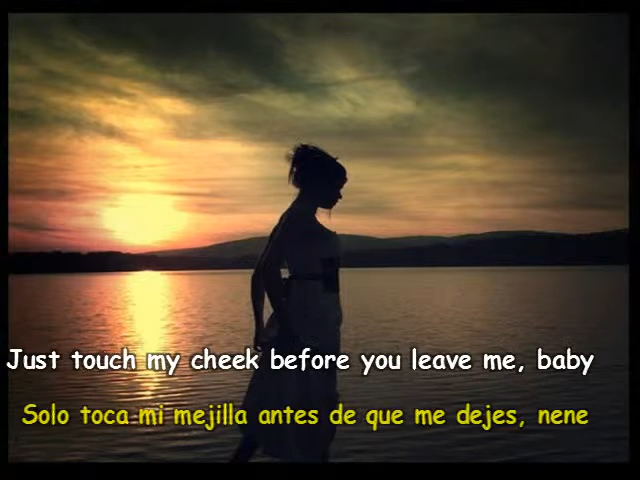 Just touch my cheek before you leave me, baby
Solo toca mi mejilla antes de que me dejes, nene